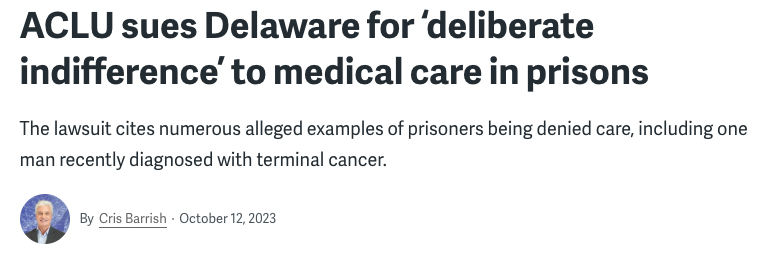 ACLU sues Delaware for ‘deliberate
indifference’ to medical care in prisons
The lawsuit cites numerous alleged examples of prisoners being denied care, including one
man recently diagnosed with terminal cancer.
By Cris Barrish · October 12, 2023